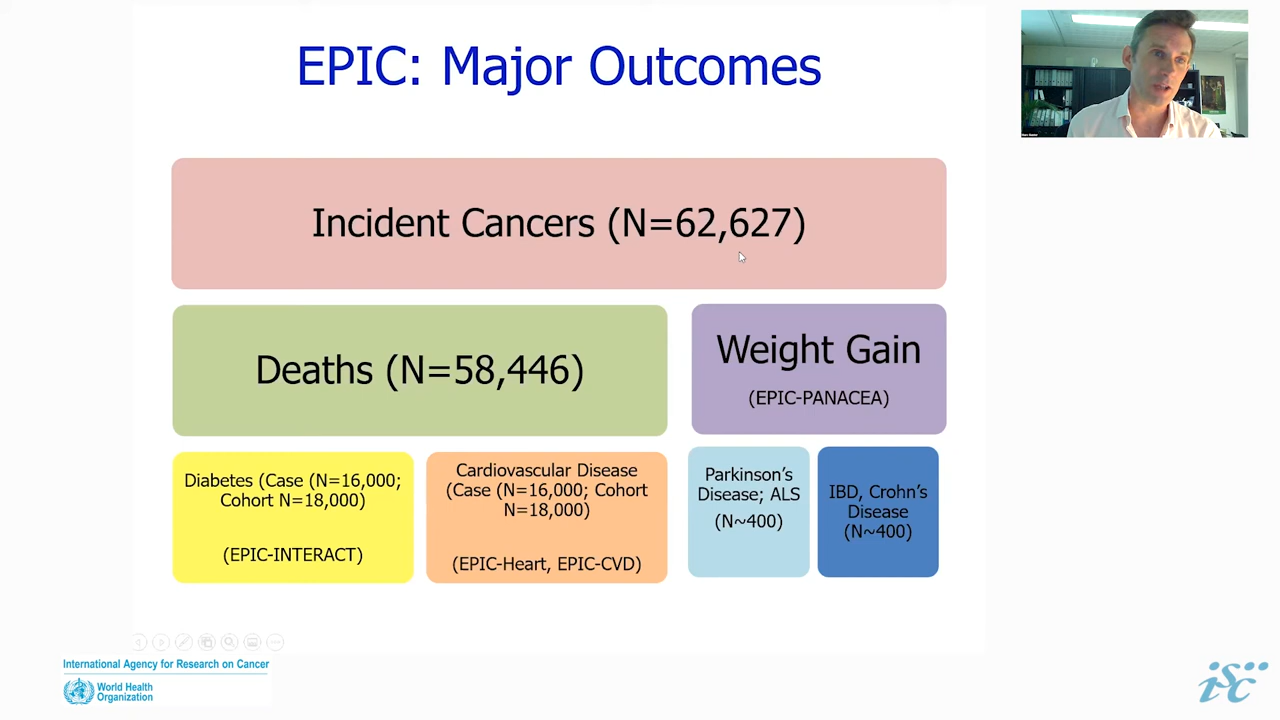 EPIC: Major Outcomes
Incident Cancers (N=62,627)
Deaths (N=58,446)
Weight Gain
(EPIC-PANACEA)
Diabetes (Case (N=16,000;
Cohort N=18,000)
(EPIC-INTERACT)
Cardiovascular Disease
(Case (N=16,000; Cohort
N=18,000)
(EPIC-Heart, EPIC-CVD)
Parkinson's
Disease; ALS
(N~400)
IBD, Crohn's
Disease
(N~400)
International Agency for Research on Cancer
World Health
Organization
isc